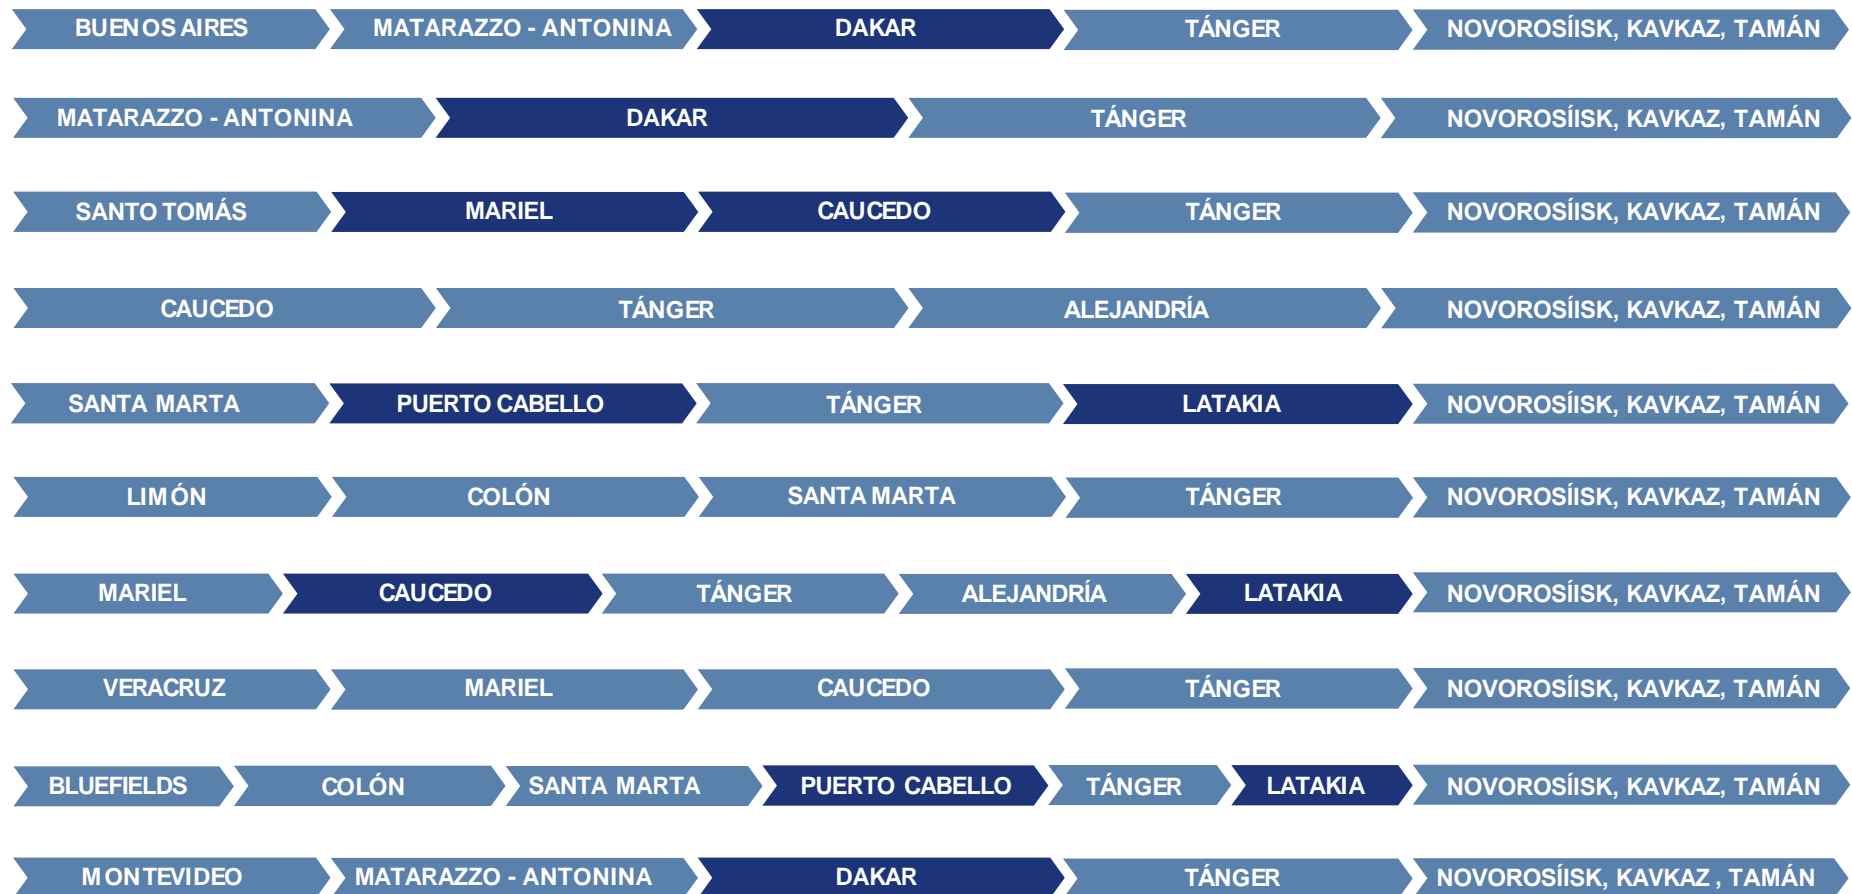 BUENOS AIRES MATARAZZO - ANTONINA DAKAR TÁNGER NOVOROSÍISK, KAVKAZ, TAMÁN
MATARAZZO - ANTONINA DAKAR TÁNGER NOVOROSÍISK, KAVKAZ, TAMÁN
SANTO TOMÁS MARIEL CAUCEDO TÁNGER NOVOROSÍISK, KAVKAZ, TAMÁN
CAUCEDO TÁNGER ALEJANDRÍA NOVOROSÍISK, KAVKAZ, TAMÁN
SANTA MARTA PUERTO CABELLO TÁNGER LATAKIA NOVOROSÍISK, KAVKAZ, TAMÁN
LIMÓN COLÓN SANTA MARTA TÁNGER NOVOROSÍISK, KAVKAZ, TAMÁN
MARIEL CAUCEDO TÁNGER ALEJANDRÍA LATAKIA NOVOROSÍISK, KAVKAZ, TAMÁN
VERACRUZ MARIEL CAUCEDO TÁNGER NOVOROSÍISK, KAVKAZ, TAMÁN
BLUEFIELDS COLÓN SANTA MARTA PUERTO CABELLO TÁNGER LATAKIA NOVOROSÍISK, KAVKAZ, TAMÁN
MONTEVIDEO MATARAZZO - ANTONINA DAKAR TÁNGER NOVOROSÍISK, KAVKAZ , TAMÁN